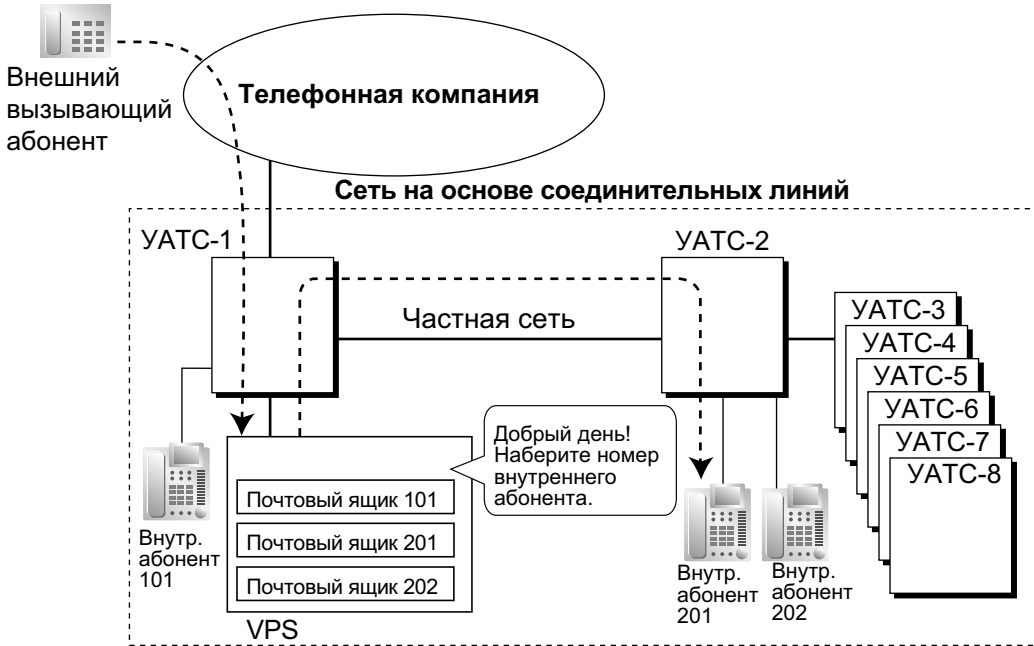 Внешний
вызывающий
абонент
Телефонная компания
Сеть на основе соединительных линий
УАТС-1
УАТС-2
Частная сеть
УАТС-3
УАТС-4
УАТС-5
УАТС-6
УАТС-7
УАТС-8
Добрый день!
Наберите номер
внутреннего
абонента.
Почтовый ящик 101
Почтовый ящик 201
Почтовый ящик 202
VPS
Внутр.
абонент
101
Внутр.
абонент
201
Внутр.
абонент
202